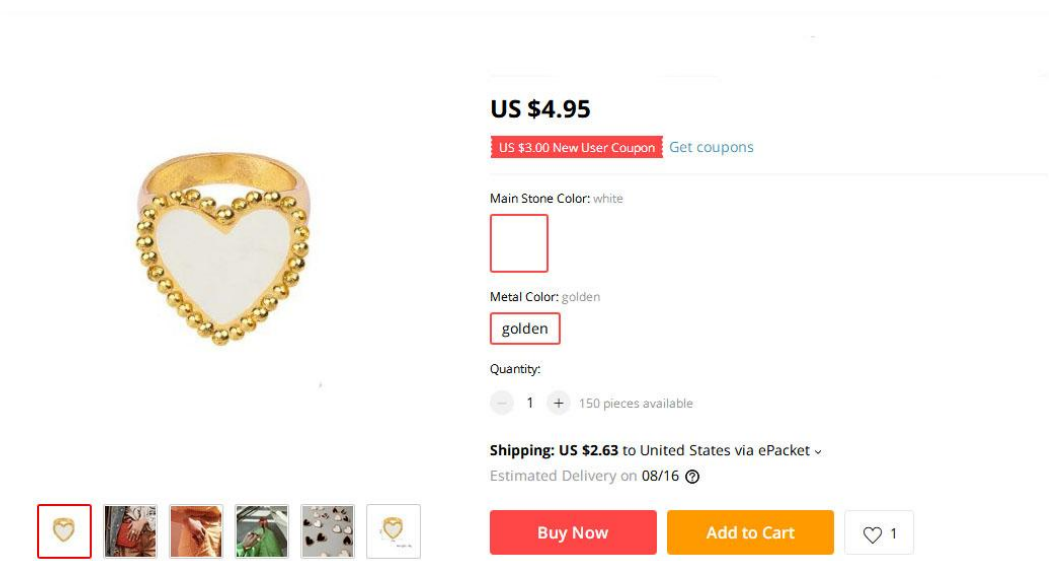 US $4.95
US $3.00 New User Coupon Get coupons
Main Stone Color: white
Metal Color: golden
golden
Quantity:
− 1 + 150 pieces available
Shipping: US $2.63 to United States via ePacket
Estimated Delivery on 08/16 ?
Buy Now Add to Cart 1